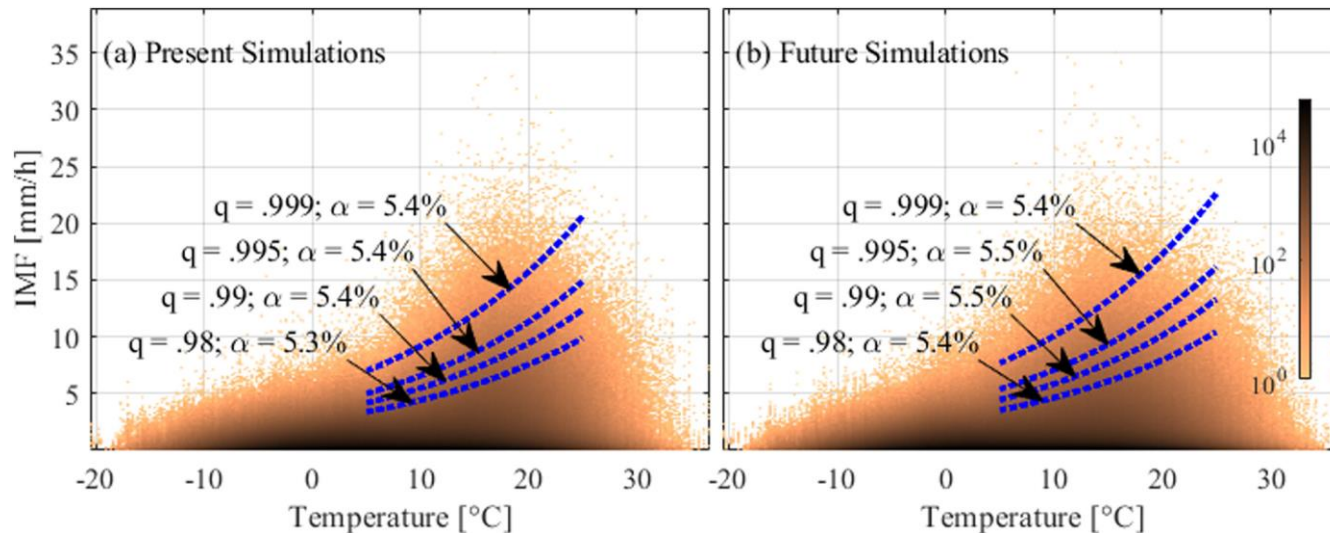 (a) Present Simulations
IMF [mm/h]
35
30
25
20
15
10
5
q = .999; α = 5.4%
q = .995; α = 5.4%
q = .99; α = 5.4%
q = .98; α = 5.3%
-20 -10 0 10 20 30
Temperature [°C]
(b) Future Simulations
q = .999; α = 5.4%
q = .995; α = 5.5%
q = .99; α = 5.5%
q = .98; α = 5.4%
10⁴
10²
10⁰
-20 -10 0 10 20 30
Temperature [°C]